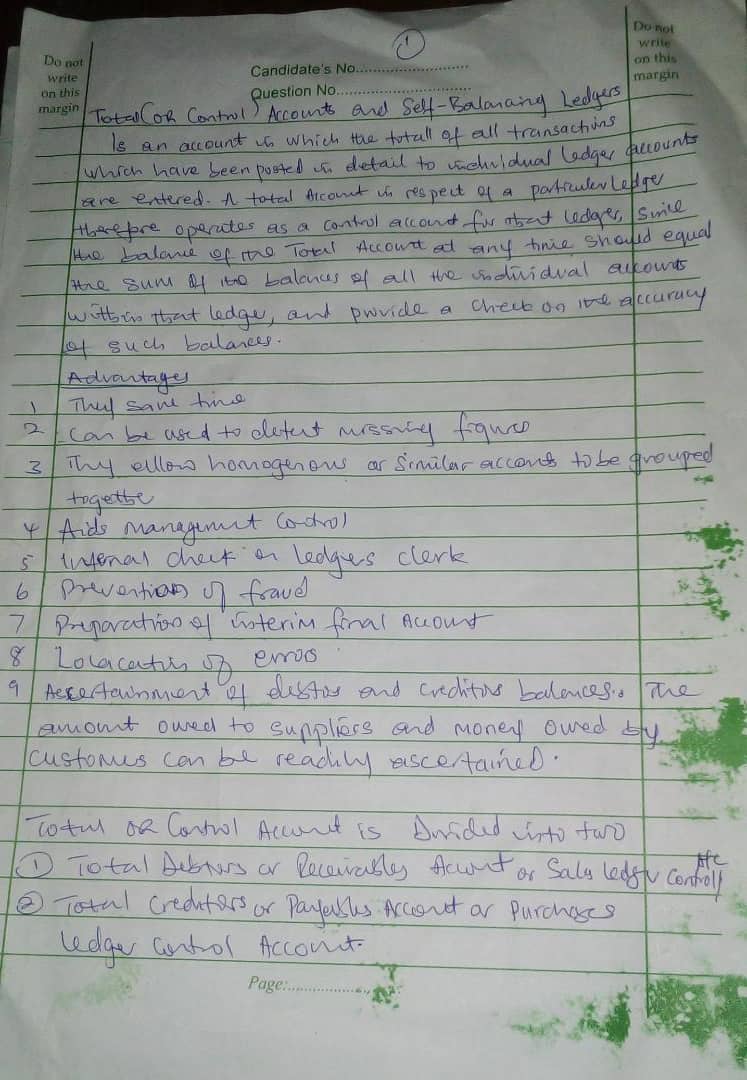 1
Do not
write
on this
margin
Candidate's No..........................
Question No..............................
Do not
write
on this
margin
Total (OR Control) Accounts and Self-Balancing Ledgers
Is an account in which the totall of all transactions
which have been posted in detail to individual ledger accounts
are entered. A total Account in respect of a particuler Ledger
therefore operates as a control account for that ledger, since
the balance of the Total Account at any time should equal
the sum of the balances of all the individual accounts
within that ledge, and provide a check on the accuracy
of such balances.
Advantages
1 They save time
2 Can be used to detect missing figures
3 They allow homogenous or Similar accounts to be grouped
together
4 Aids management Control
5 Internal check on ledgers clerk
6 Prevention of fraud
7 Preparation of interim final Account
8 of errors
9 of debtors and creditors balances. The
amount owed to suppliers and money owed by
customers can be readily ascertained.
Total OR Control Account is Divided into two
1 Total Debtors or Receivables Account or Sales ledger Control A/c
2 Total Creditors or Payables Account or Purchases
Ledger Control Account.
Page:....................